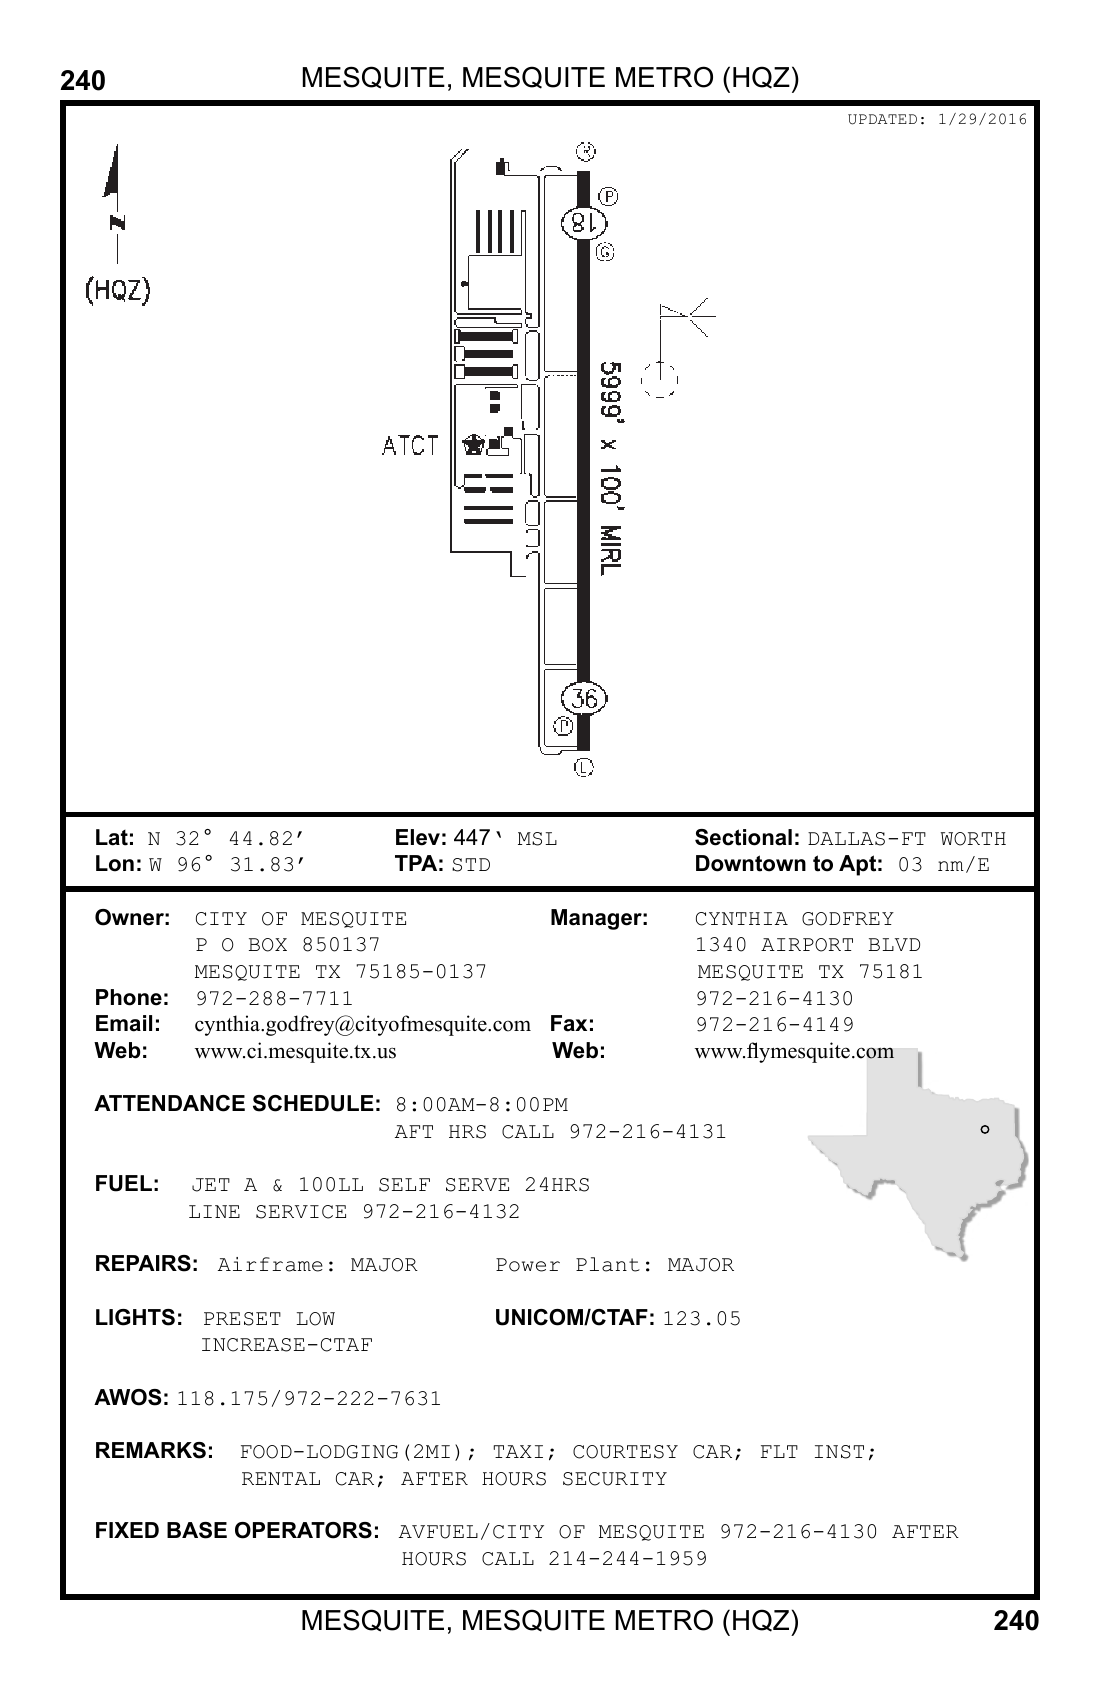 240 MESQUITE, MESQUITE METRO (HQZ)
UPDATED: 1/29/2016
R
N
P
18
G
(HQZ)
5999' x 100' MIRL
ATCT
36
P
L
Lat: N 32° 44.82′ Elev: 447‘ MSL Sectional: DALLAS-FT WORTH
Lon: W 96° 31.83′ TPA: STD Downtown to Apt: 03 nm/E
Owner: CITY OF MESQUITE Manager: CYNTHIA GODFREY
P O BOX 850137 1340 AIRPORT BLVD
MESQUITE TX 75185-0137 MESQUITE TX 75181
Phone: 972-288-7711 972-216-4130
Email: cynthia.godfrey@cityofmesquite.com Fax: 972-216-4149
Web: www.ci.mesquite.tx.us Web: www.flymesquite.com
ATTENDANCE SCHEDULE: 8:00AM-8:00PM
AFT HRS CALL 972-216-4131
FUEL: JET A & 100LL SELF SERVE 24HRS
LINE SERVICE 972-216-4132
REPAIRS: Airframe: MAJOR Power Plant: MAJOR
LIGHTS: PRESET LOW UNICOM/CTAF: 123.05
INCREASE-CTAF
AWOS: 118.175/972-222-7631
REMARKS: FOOD-LODGING(2MI); TAXI; COURTESY CAR; FLT INST;
RENTAL CAR; AFTER HOURS SECURITY
FIXED BASE OPERATORS: AVFUEL/CITY OF MESQUITE 972-216-4130 AFTER
HOURS CALL 214-244-1959
MESQUITE, MESQUITE METRO (HQZ) 240